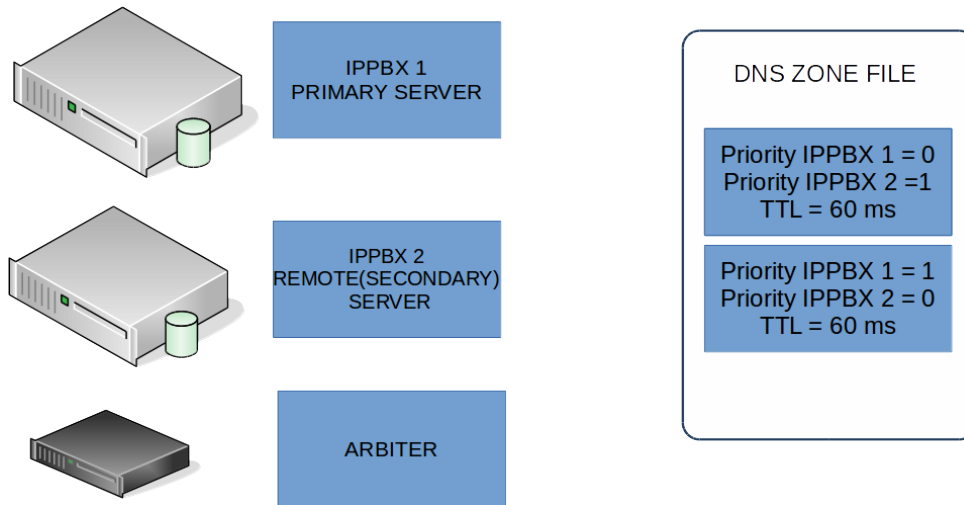 IPPBX 1
PRIMARY SERVER
IPPBX 2
REMOTE(SECONDARY)
SERVER
ARBITER
DNS ZONE FILE
Priority IPPBX 1 = 0
Priority IPPBX 2 =1
TTL = 60 ms
Priority IPPBX 1 = 1
Priority IPPBX 2 = 0
TTL = 60 ms